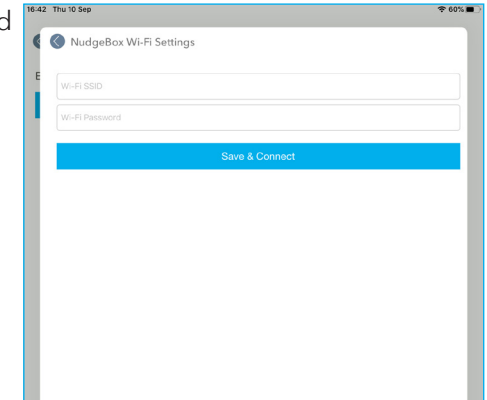 d
16:42 Thu 10 Sep 60%
NudgeBox Wi-Fi Settings
E
Wi-Fi SSID
Wi-Fi Password
Save & Connect